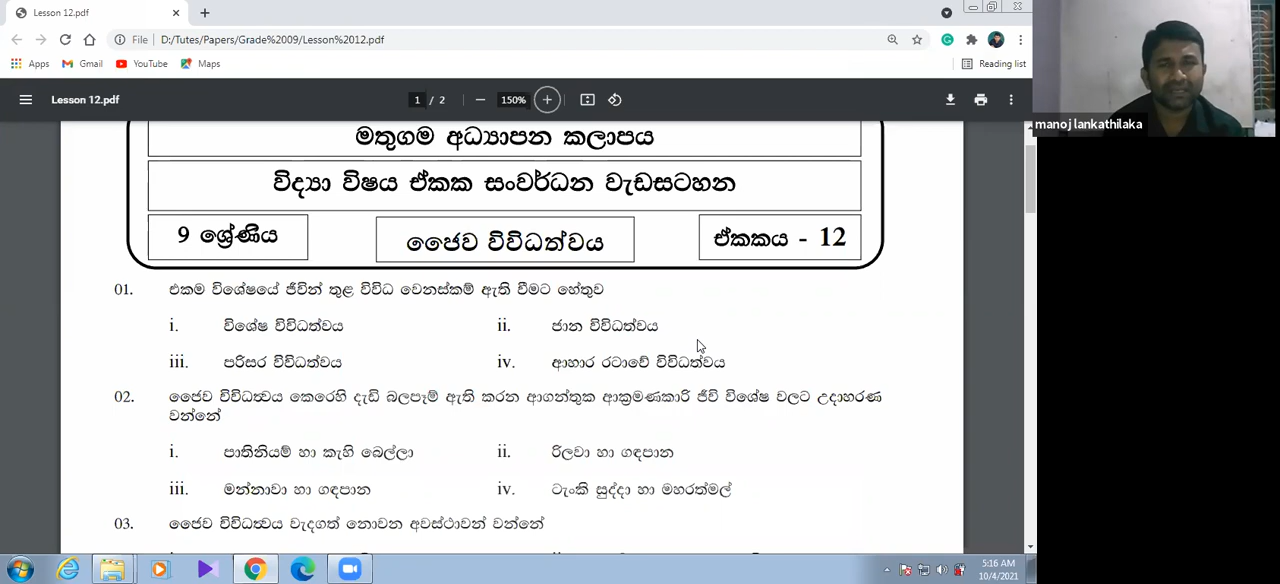 Lesson 12.pdf
File D:/Tutes/Papers/Grade%2009/Lesson%2012.pdf
Apps Gmail YouTube Maps Reading list
Lesson 12.pdf 1 / 2 150%
manoj lankathilaka
මතුගම අධ්‍යාපන කලාපය
විද්‍යා විෂය ඒකක සංවර්ධන වැඩසටහන
9 ශ්‍රේණිය ජෛව විවිධත්වය ඒකකය - 12
01. එකම විශේෂයේ ජීවින් තුළ විවිධ වෙනස්කම් ඇති වීමට හේතුව
i. විශේෂ විවිධත්වය ii. ජාන විවිධත්වය
iii. පරිසර විවිධත්වය iv. ආහාර රටාවේ විවිධත්වය
02. ජෛව විවිධත්වය කෙරෙහි දැඩි බලපෑම් ඇති කරන ආගන්තුක ආක්‍රමණකාරි ජීවි විශේෂ වලට උදාහරණ
වන්නේ
i. පාතිනියම් හා කැහි බෙල්ලා ii. රිලවා හා ගඳපාන
iii. මන්නාවා හා ගඳපාන iv. ටැංකි සුද්දා හා මහරත්මල්
03. ජෛව විවිධත්වය වැදගත් නොවන අවස්ථාවන් වන්නේ
5:16 AM
10/4/2021